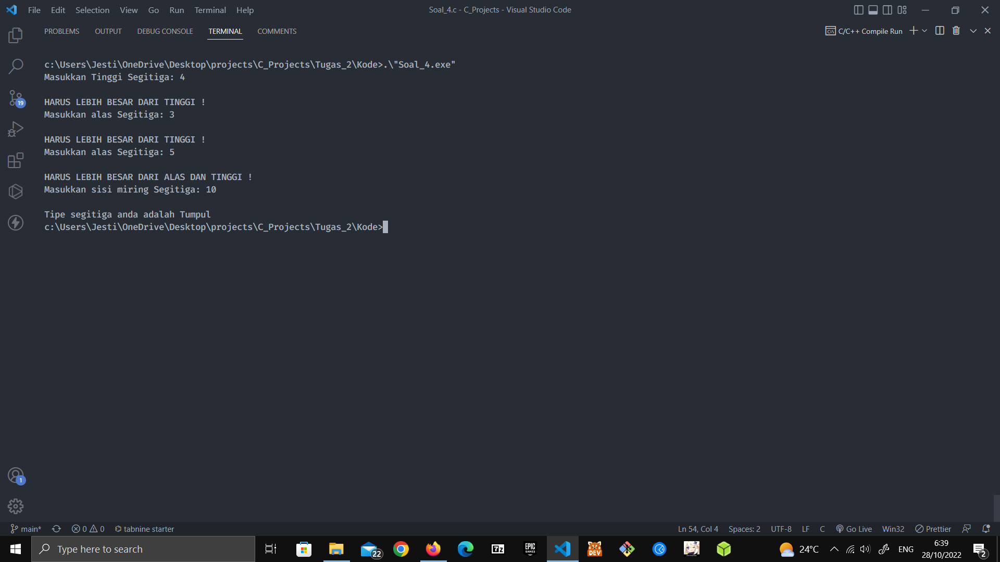 File Edit Selection View Go Run Terminal Help
Soal_4.c - C_Projects - Visual Studio Code
PROBLEMS OUTPUT DEBUG CONSOLE TERMINAL COMMENTS
C/C++ Compile Run
c:\Users\Jesti\OneDrive\Desktop\projects\C_Projects\Tugas_2\Kode>.\"Soal_4.exe"
Masukkan Tinggi Segitiga: 4
HARUS LEBIH BESAR DARI TINGGI !
Masukkan alas Segitiga: 3
HARUS LEBIH BESAR DARI TINGGI !
Masukkan alas Segitiga: 5
HARUS LEBIH BESAR DARI ALAS DAN TINGGI !
Masukkan sisi miring Segitiga: 10
Tipe segitiga anda adalah Tumpul
c:\Users\Jesti\OneDrive\Desktop\projects\C_Projects\Tugas_2\Kode>
19
1
main* 0 0 tabnine starter
Ln 54, Col 4 Spaces: 2 UTF-8 LF C Go Live Win32 Prettier
Type here to search
22
7z
EPIC GAMES
DEV
24°C
ENG
6:39
28/10/2022
2